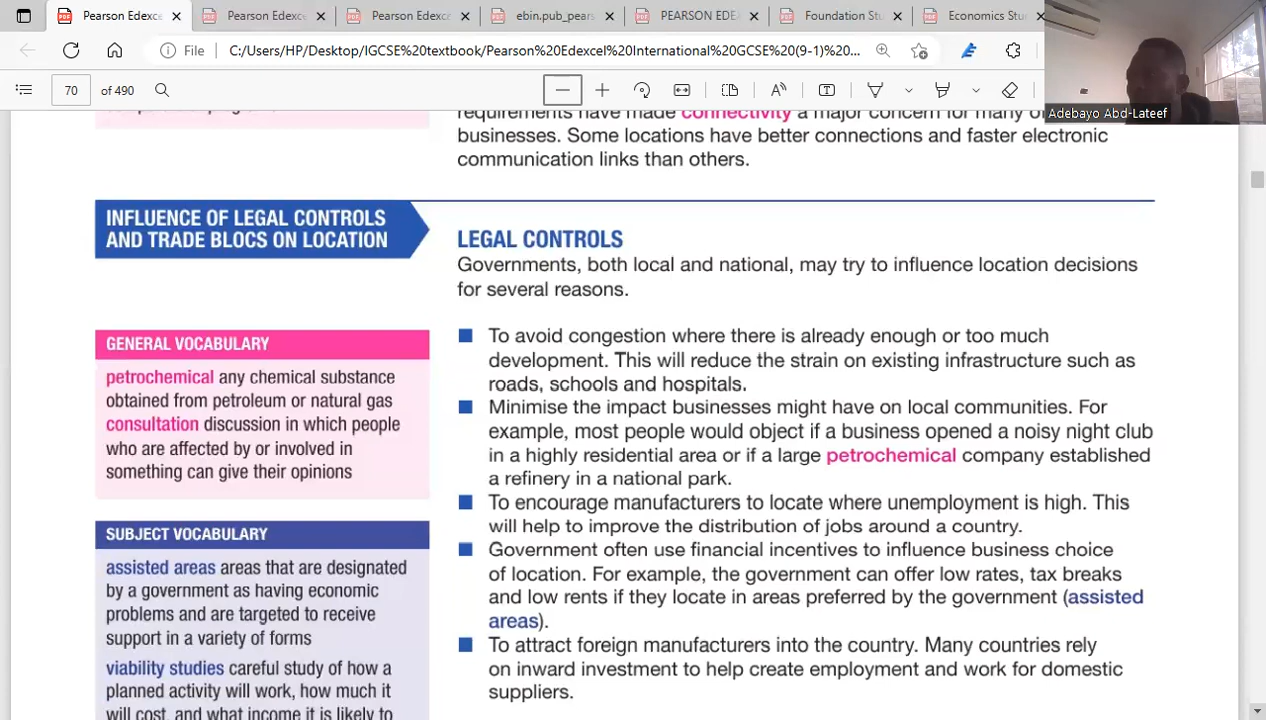 Pearson Edexce
Pearson Edexce
Pearson Edexca
ebin.pub_pears
PEARSON EDE
Foundation Stu
Economics Stu
File
C:/Users/HP/Desktop/IGCSE%20textbook/Pearson%20Edexcel%20International%20GCSE%20(9-1)%20...
70 of 490
Adebayo Abd-Lateef
requirements have made connectivity a major concern for many of
businesses. Some locations have better connections and faster electronic
communication links than others.
INFLUENCE OF LEGAL CONTROLS
AND TRADE BLOCS ON LOCATION
LEGAL CONTROLS
Governments, both local and national, may try to influence location decisions
for several reasons.
To avoid congestion where there is already enough or too much
development. This will reduce the strain on existing infrastructure such as
roads, schools and hospitals.
Minimise the impact businesses might have on local communities. For
example, most people would object if a business opened a noisy night club
in a highly residential area or if a large petrochemical company established
a refinery in a national park.
To encourage manufacturers to locate where unemployment is high. This
will help to improve the distribution of jobs around a country.
Government often use financial incentives to influence business choice
of location. For example, the government can offer low rates, tax breaks
and low rents if they locate in areas preferred by the government (assisted
areas).
To attract foreign manufacturers into the country. Many countries rely
on inward investment to help create employment and work for domestic
suppliers.
GENERAL VOCABULARY
petrochemical any chemical substance
obtained from petroleum or natural gas
consultation discussion in which people
who are affected by or involved in
something can give their opinions
SUBJECT VOCABULARY
assisted areas areas that are designated
by a government as having economic
problems and are targeted to receive
support in a variety of forms
viability studies careful study of how a
planned activity will work, how much it
will cost, and what income it is likely to